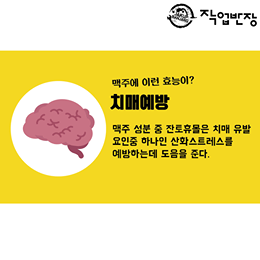 작업반장
맥주에 이런 효능이?
치매예방
맥주 성분 중 잔토휴몰은 치매 유발
요인중 하나인 산화스트레스를
예방하는데 도음을 준다.